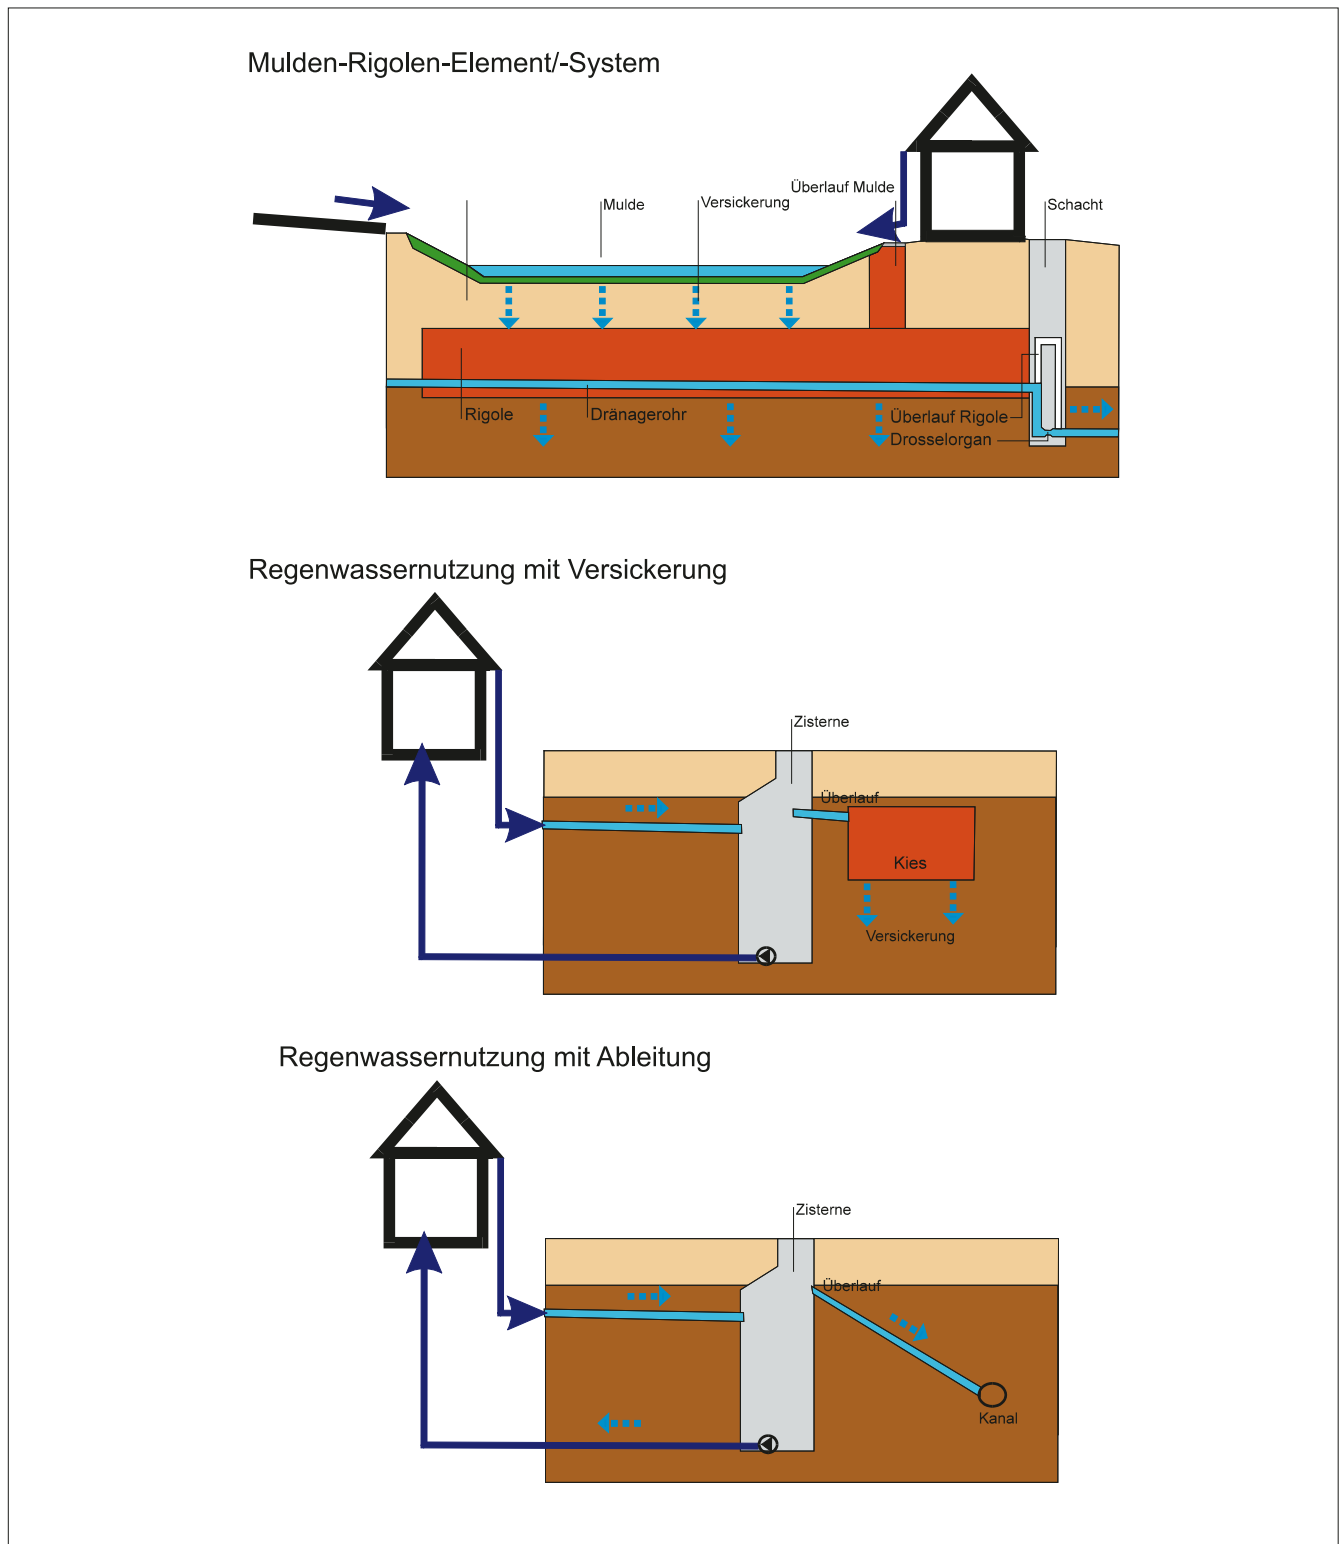 Mulden-Rigolen-Element/-System
Überlauf Mulde
Mulde
Versickerung
Schacht
Rigole
Dränagerohr
Überlauf Rigole
Drosselorgan
Regenwassernutzung mit Versickerung
Zisterne
Überlauf
Kies
Versickerung
Regenwassernutzung mit Ableitung
Zisterne
Überlauf
Kanal